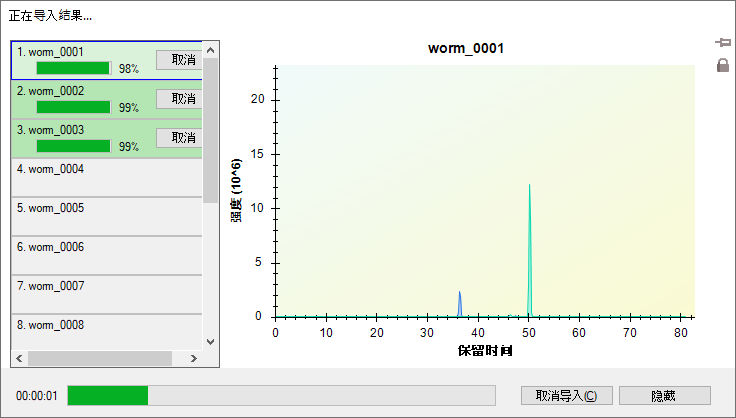 正在导入结果...
1. worm_0001
98%
取消
2. worm_0002
99%
取消
3. worm_0003
99%
取消
4. worm_0004
5. worm_0005
6. worm_0006
7. worm_0007
8. worm_0008
worm_0001
强度 (10^6)
20
15
10
5
0
0 10 20 30 40 50 60 70 80
保留时间
00:00:01
取消导入(C)
隐藏